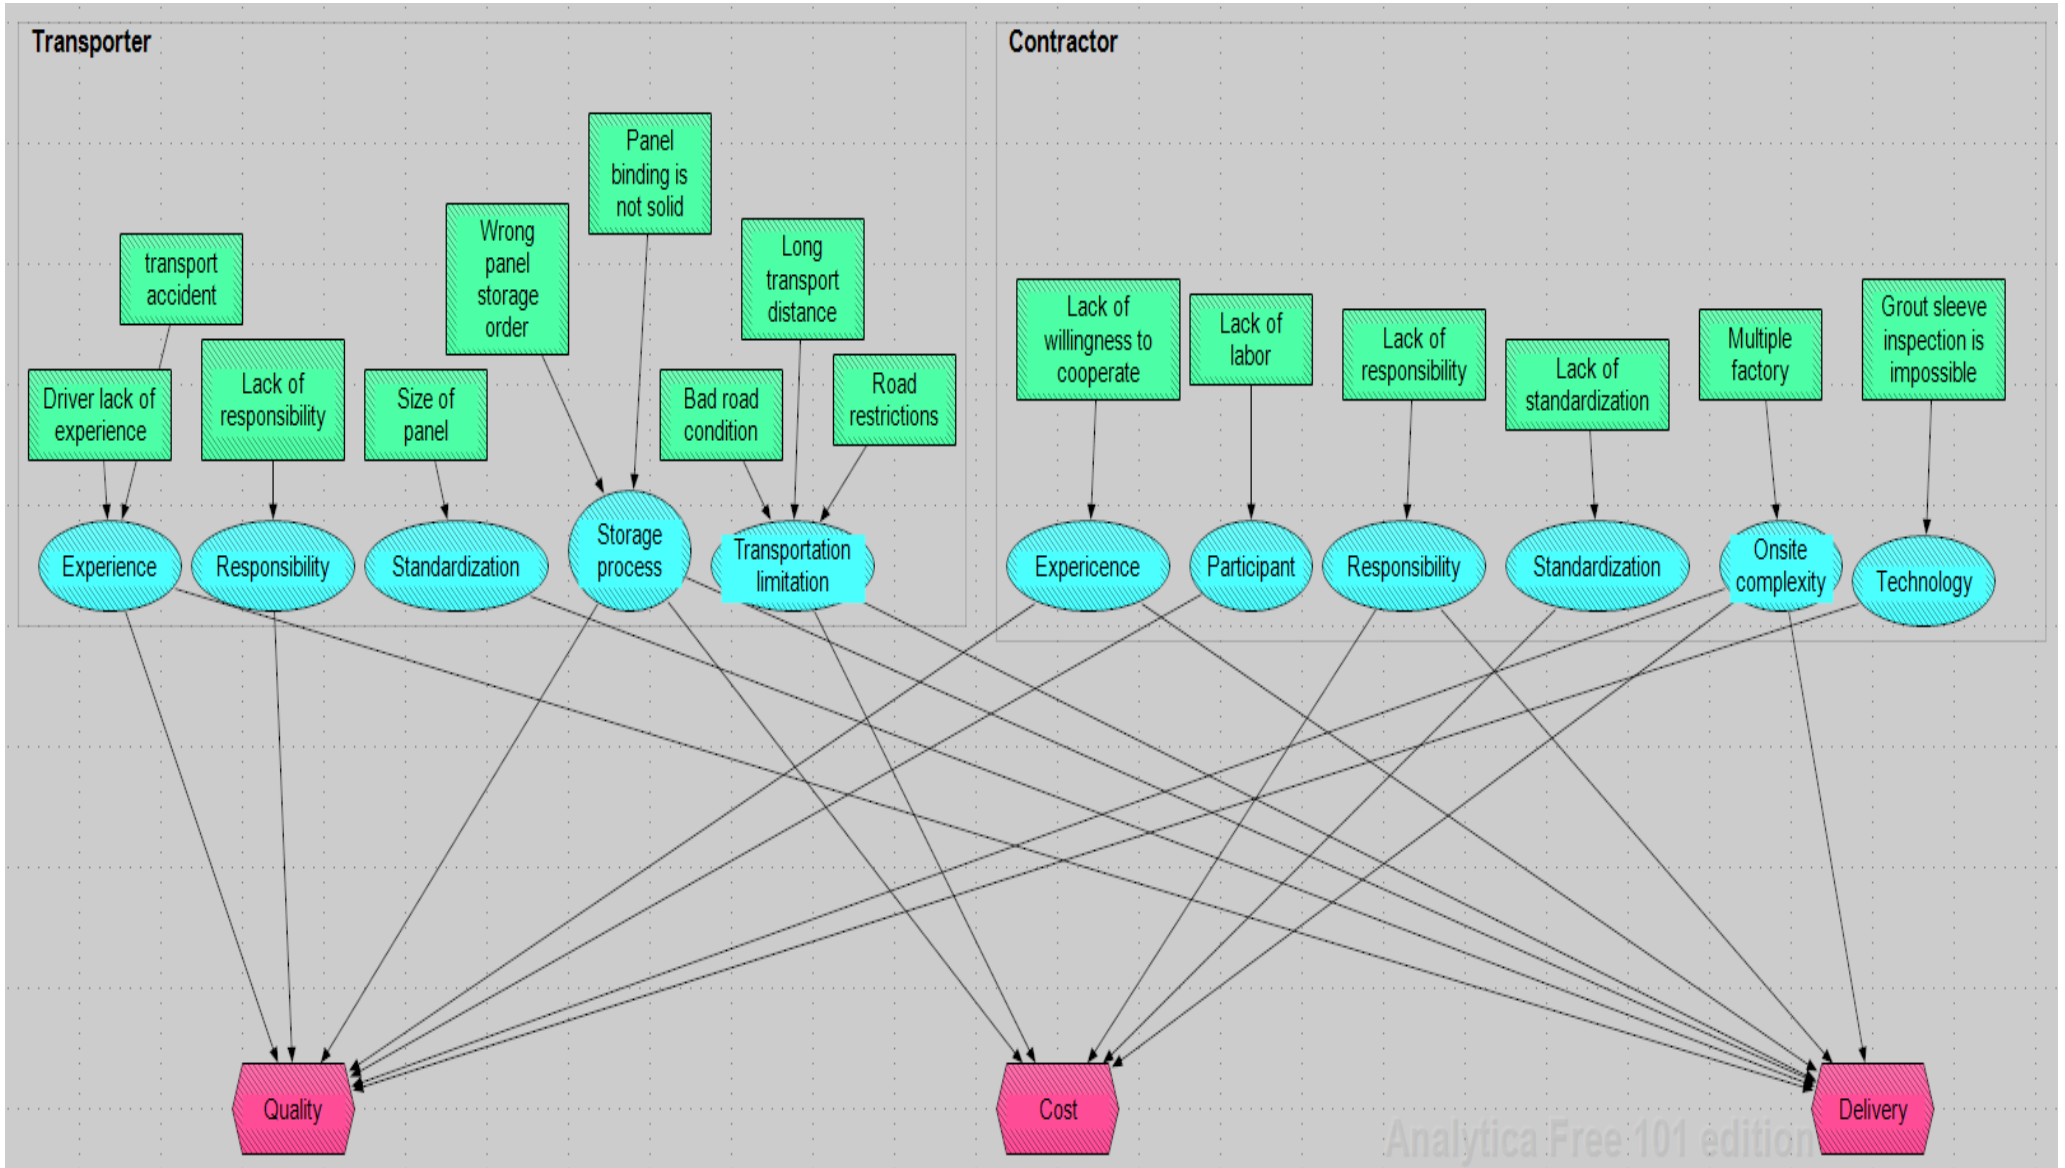 Transporter
Contractor
Panel
binding is
not solid
Wrong
panel
storage
order
Long
transport
distance
transport
accident
Driver lack of
experience
Lack of
responsibility
Size of
panel
Bad road
condition
Road
restrictions
Lack of
willingness to
cooperate
Lack of
labor
Lack of
responsibility
Lack of
standardization
Multiple
factory
Grout sleeve
inspection is
impossible
Experience
Responsibility
Standardization
Storage
process
Transportation
limitation
Expericence
Participant
Responsibility
Standardization
Onsite
complexity
Technology
Quality
Cost
Delivery
Analytica Free 101 edition